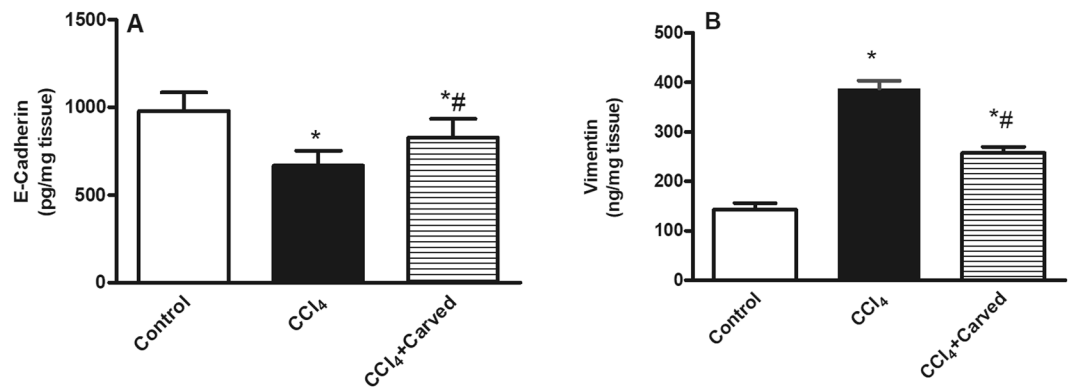 A
1500
1000
500
0
E-Cadherin
(pg/mg tissue)
*
*#
Control
CCl4
CCl4+Carved
B
500
400
300
200
100
0
Vimentin
(ng/mg tissue)
*
*#
Control
CCl4
CCl4+Carved